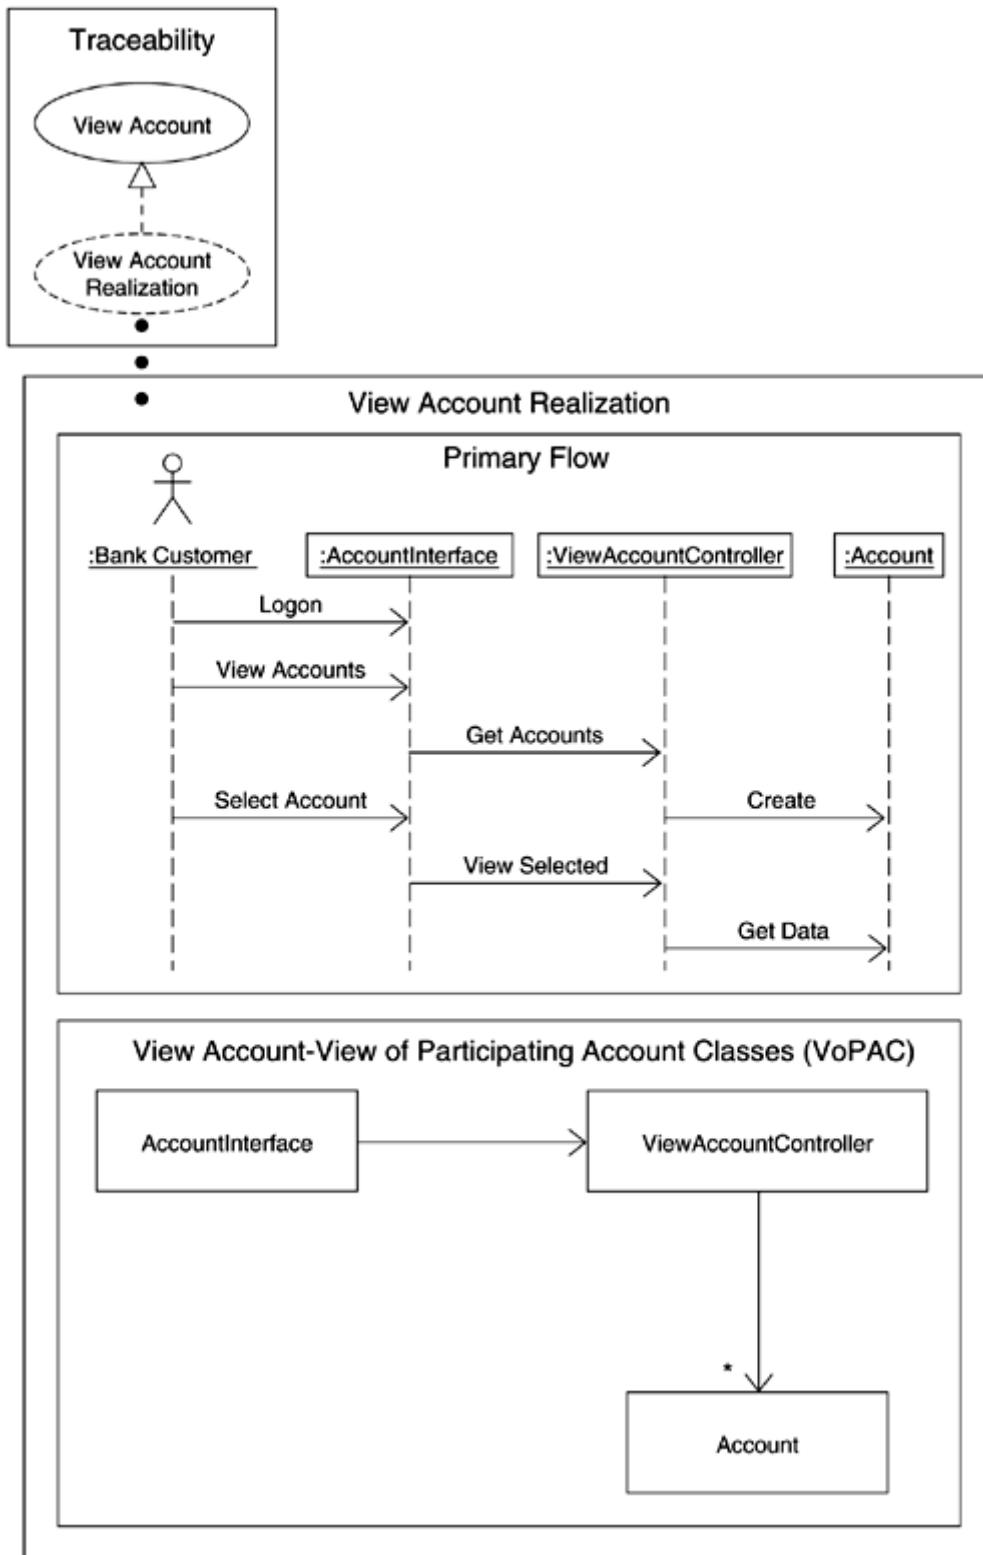 Traceability
View Account
View Account
Realization
View Account Realization
Primary Flow
:Bank Customer
:AccountInterface
:ViewAccountController
:Account
Logon
View Accounts
Get Accounts
Select Account
Create
View Selected
Get Data
View Account-View of Participating Account Classes (VoPAC)
AccountInterface
ViewAccountController
*
Account